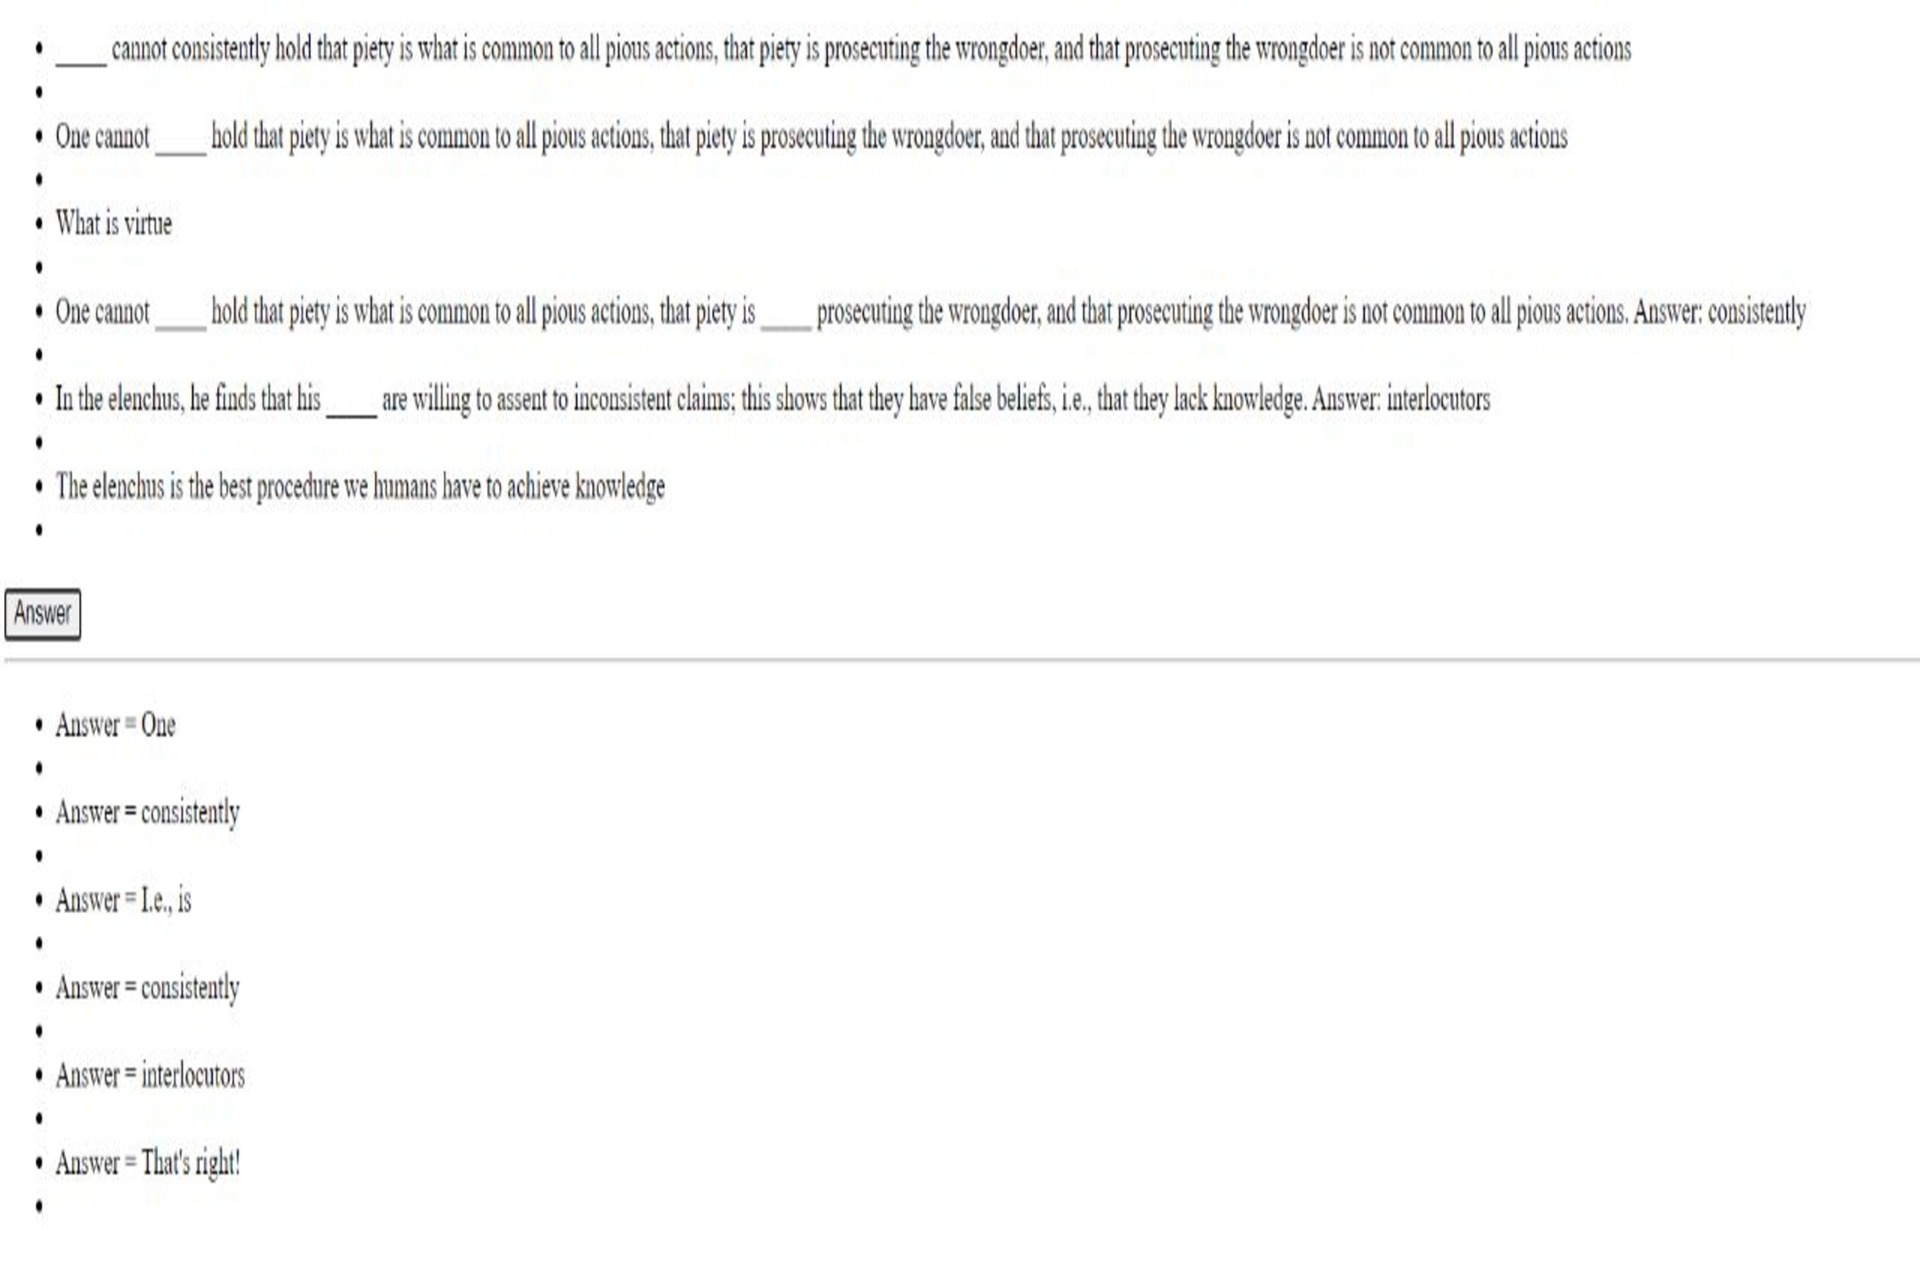 • _____ cannot consistently hold that piety is what is common to all pious actions, that piety is prosecuting the wrongdoer, and that prosecuting the wrongdoer is not common to all pious actions
•
• One cannot _____ hold that piety is what is common to all pious actions, that piety is prosecuting the wrongdoer, and that prosecuting the wrongdoer is not common to all pious actions
•
• What is virtue
•
• One cannot _____ hold that piety is what is common to all pious actions, that piety is _____ prosecuting the wrongdoer, and that prosecuting the wrongdoer is not common to all pious actions. Answer: consistently
•
• In the elenchus, he finds that his _____ are willing to assent to inconsistent claims; this shows that they have false beliefs, i.e., that they lack knowledge. Answer: interlocutors
•
• The elenchus is the best procedure we humans have to achieve knowledge
•
Answer
• Answer = One
•
• Answer = consistently
•
• Answer = I.e., is
•
• Answer = consistently
•
• Answer = interlocutors
•
• Answer = That's right!
•